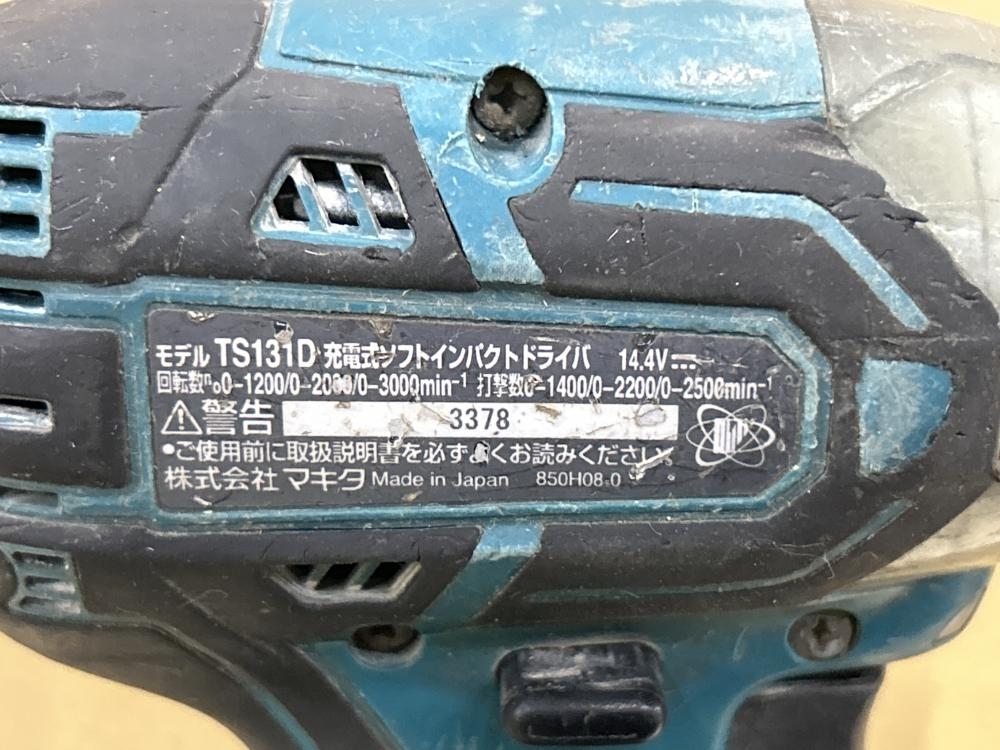 モデル TS131D 充電式ソフトインパクトドライバ 14.4V⎓
回転数n₀0-1200/0-2000/0-3000min⁻¹ 打撃数0-1400/0-2200/0-2500min⁻¹
⚠警告 3378
•ご使用前に取扱説明書を必ずよくお読みください
株式会社 マキタ Made in Japan 850H08-0